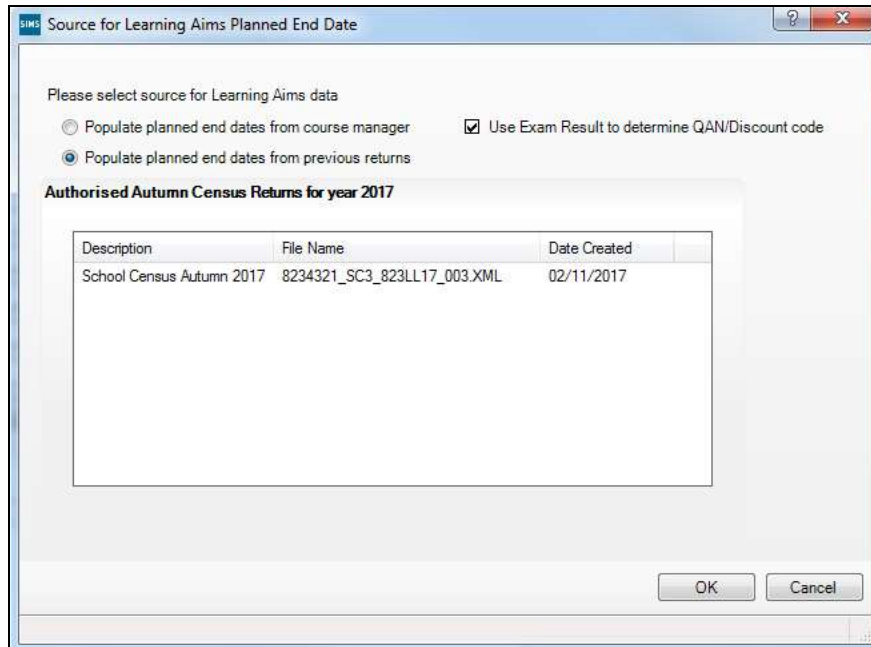 SIMS Source for Learning Aims Planned End Date ? X
Please select source for Learning Aims data
Populate planned end dates from course manager Use Exam Result to determine QAN/Discount code
Populate planned end dates from previous returns
Authorised Autumn Census Returns for year 2017
Description File Name Date Created
School Census Autumn 2017 8234321_SC3_823LL17_003.XML 02/11/2017
OK Cancel